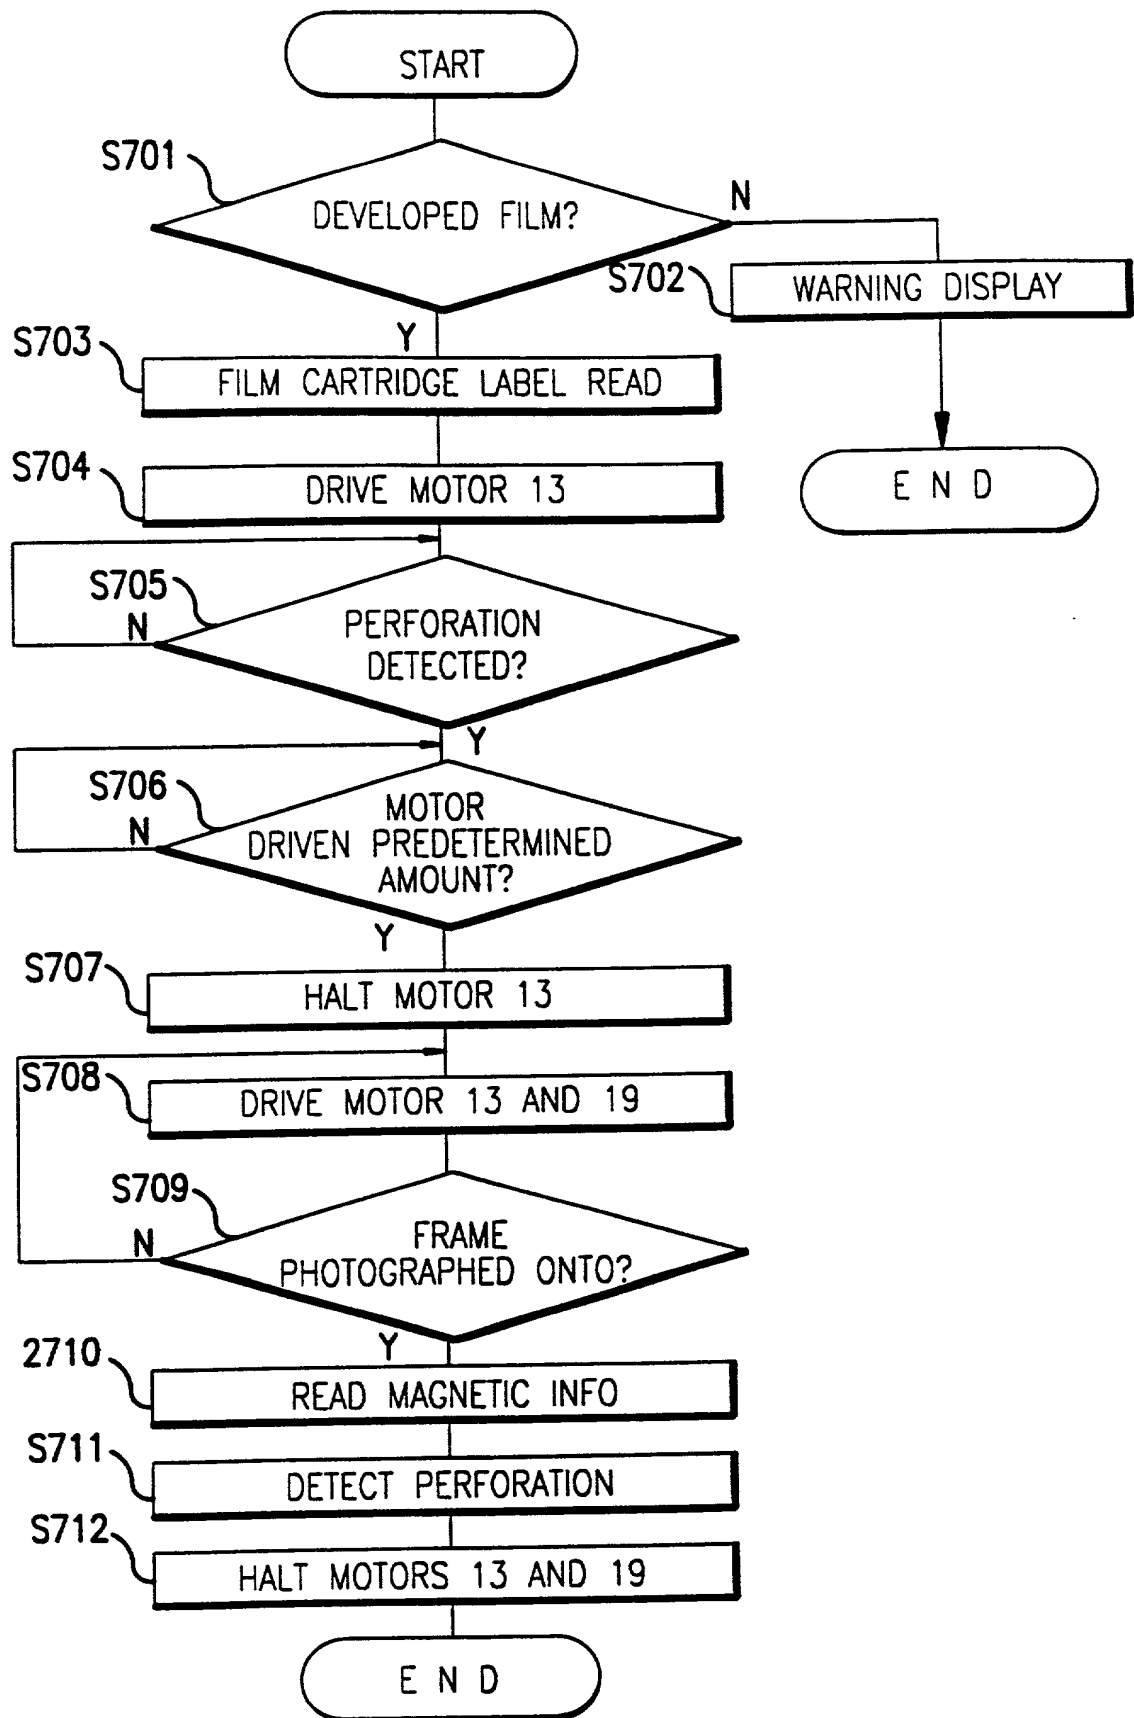 START
S701
DEVELOPED FILM?
N
S702
WARNING DISPLAY
Y
S703
FILM CARTRIDGE LABEL READ
END
S704
DRIVE MOTOR 13
S705
N
PERFORATION
DETECTED?
Y
S706
N
MOTOR
DRIVEN PREDETERMINED
AMOUNT?
Y
S707
HALT MOTOR 13
S708
DRIVE MOTOR 13 AND 19
S709
N
FRAME
PHOTOGRAPHED ONTO?
Y
2710
READ MAGNETIC INFO
S711
DETECT PERFORATION
S712
HALT MOTORS 13 AND 19
END